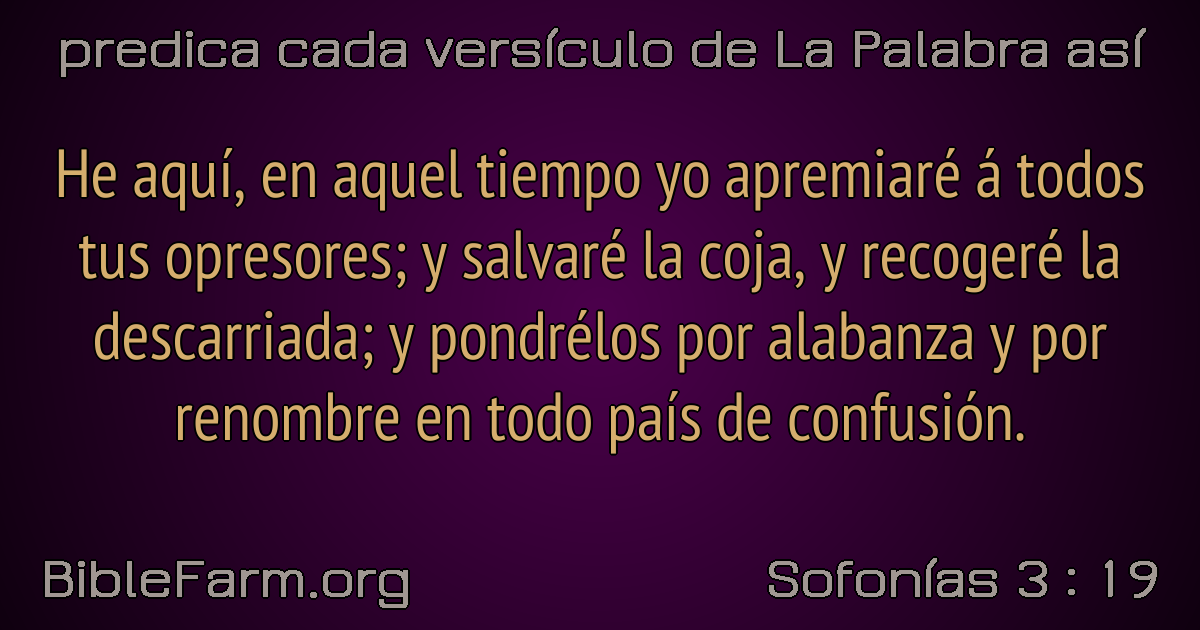 predica cada versículo de La Palabra así
He aquí, en aquel tiempo yo apremiaré á todos
tus opresores; y salvaré la coja, y recogeré la
descarriada; y pondrélos por alabanza y por
renombre en todo país de confusión.
BibleFarm.org
Sofonías 3 : 19